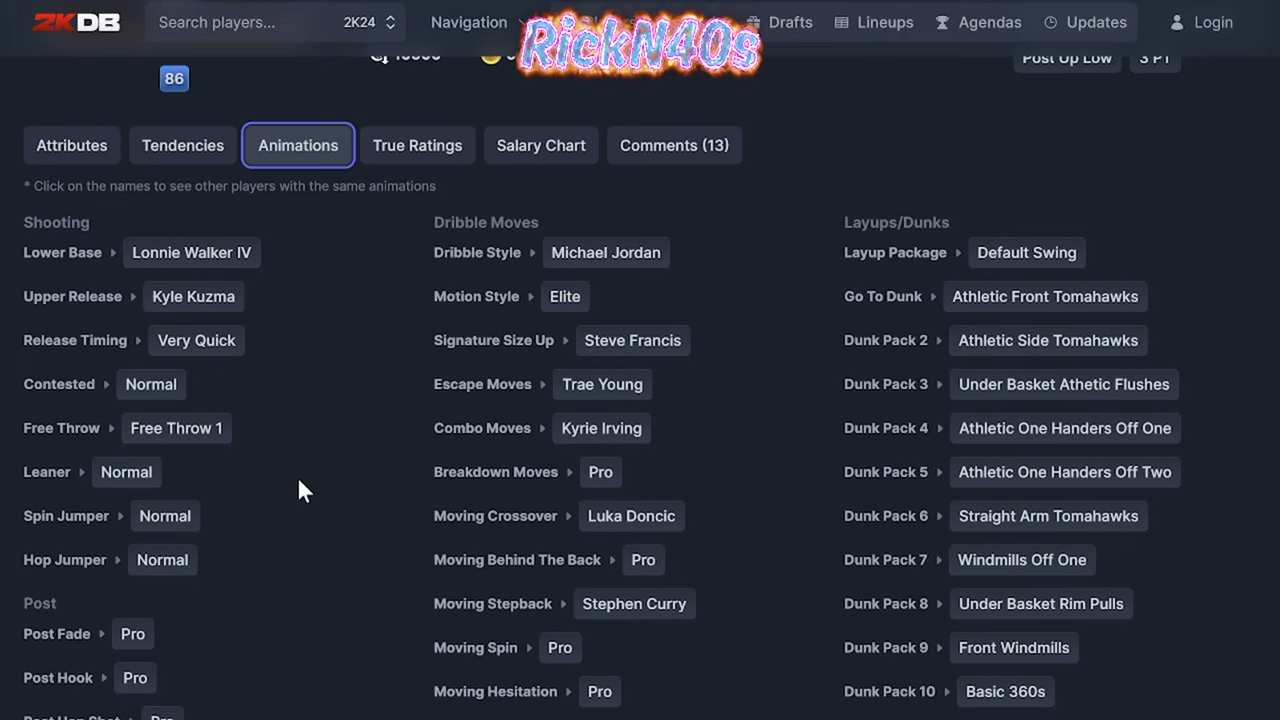 2KDB Search players... 2K24 Navigation Drafts Lineups Agendas Updates Login
RickN40s
86
Post Up Low 3 PT
Attributes Tendencies Animations True Ratings Salary Chart Comments (13)
* Click on the names to see other players with the same animations
Shooting
Lower Base Lonnie Walker IV
Upper Release Kyle Kuzma
Release Timing Very Quick
Contested Normal
Free Throw Free Throw 1
Leaner Normal
Spin Jumper Normal
Hop Jumper Normal
Post
Post Fade Pro
Post Hook Pro
Dribble Moves
Dribble Style Michael Jordan
Motion Style Elite
Signature Size Up Steve Francis
Escape Moves Trae Young
Combo Moves Kyrie Irving
Breakdown Moves Pro
Moving Crossover Luka Doncic
Moving Behind The Back Pro
Moving Stepback Stephen Curry
Moving Spin Pro
Moving Hesitation Pro
Layups/Dunks
Layup Package Default Swing
Go To Dunk Athletic Front Tomahawks
Dunk Pack 2 Athletic Side Tomahawks
Dunk Pack 3 Under Basket Athetic Flushes
Dunk Pack 4 Athletic One Handers Off One
Dunk Pack 5 Athletic One Handers Off Two
Dunk Pack 6 Straight Arm Tomahawks
Dunk Pack 7 Windmills Off One
Dunk Pack 8 Under Basket Rim Pulls
Dunk Pack 9 Front Windmills
Dunk Pack 10 Basic 360s